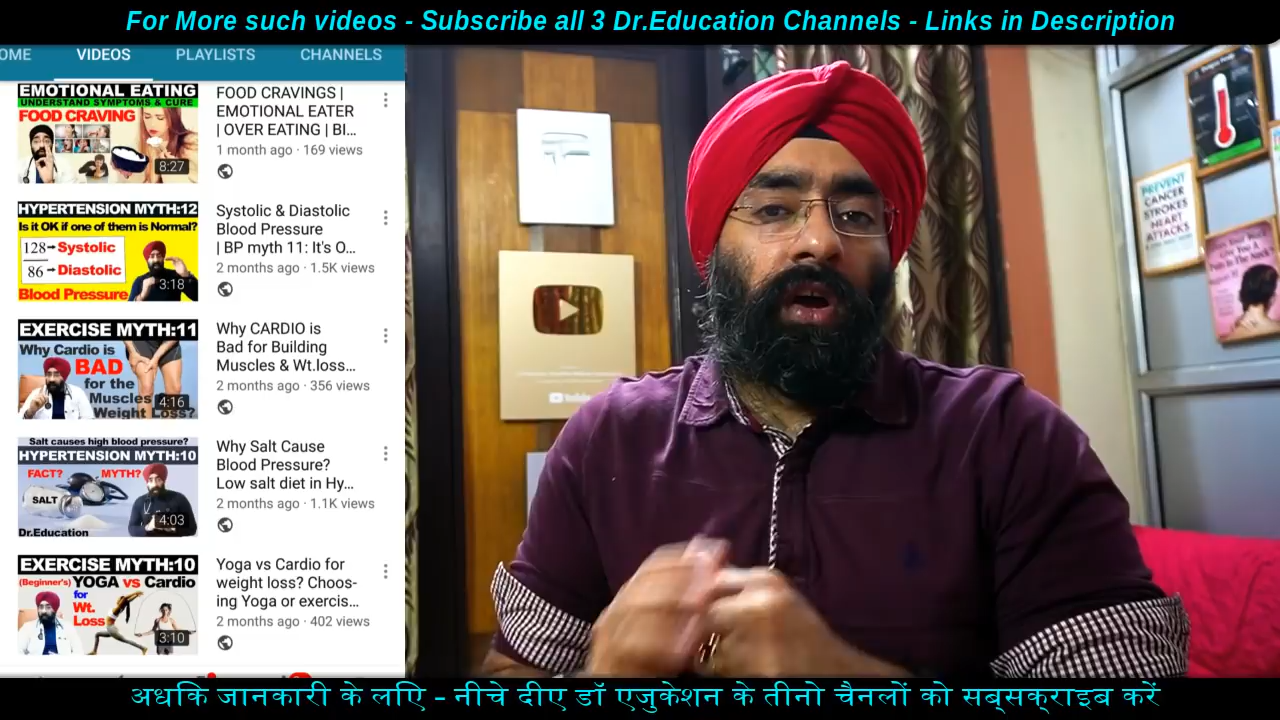 For More such videos - Subscribe all 3 Dr.Education Channels - Links in Description
OME
VIDEOS
PLAYLISTS
CHANNELS
EMOTIONAL EATING
UNDERSTAND SYMPTOMS & CURE
FOOD CRAVING
8:27
FOOD CRAVINGS |
EMOTIONAL EATER
| OVER EATING | BI...
1 month ago · 169 views
HYPERTENSION MYTH:12
Is it OK if one of them is Normal?
128→ Systolic
86→ Diastolic
Blood Pressure
3:18
Systolic & Diastolic
Blood Pressure
| BP myth 11: It's O...
2 months ago · 1.5K views
EXERCISE MYTH:11
Why Cardio is
BAD
for the
Muscles &
Weight Loss?
4:16
Why CARDIO is
Bad for Building
Muscles & Wt.loss...
2 months ago · 356 views
Salt causes high blood pressure?
HYPERTENSION MYTH:10
FACT?
MYTH?
SALT
Dr.Education
4:03
Why Salt Cause
Blood Pressure?
Low salt diet in Hy...
2 months ago · 1.1K views
EXERCISE MYTH:10
(Beginner's) YOGA vs Cardio
for
Wt.
Loss
3:10
Yoga vs Cardio for
weight loss? Choos-
ing Yoga or exercis...
2 months ago · 402 views
PREVENT
CANCER
STROKES
HEART
ATTACKS
अधकि जानकारी के लएि - नीचे दीए डॉ एजुकेशन के तीनो चैनलों को सब्सक्राइब करें